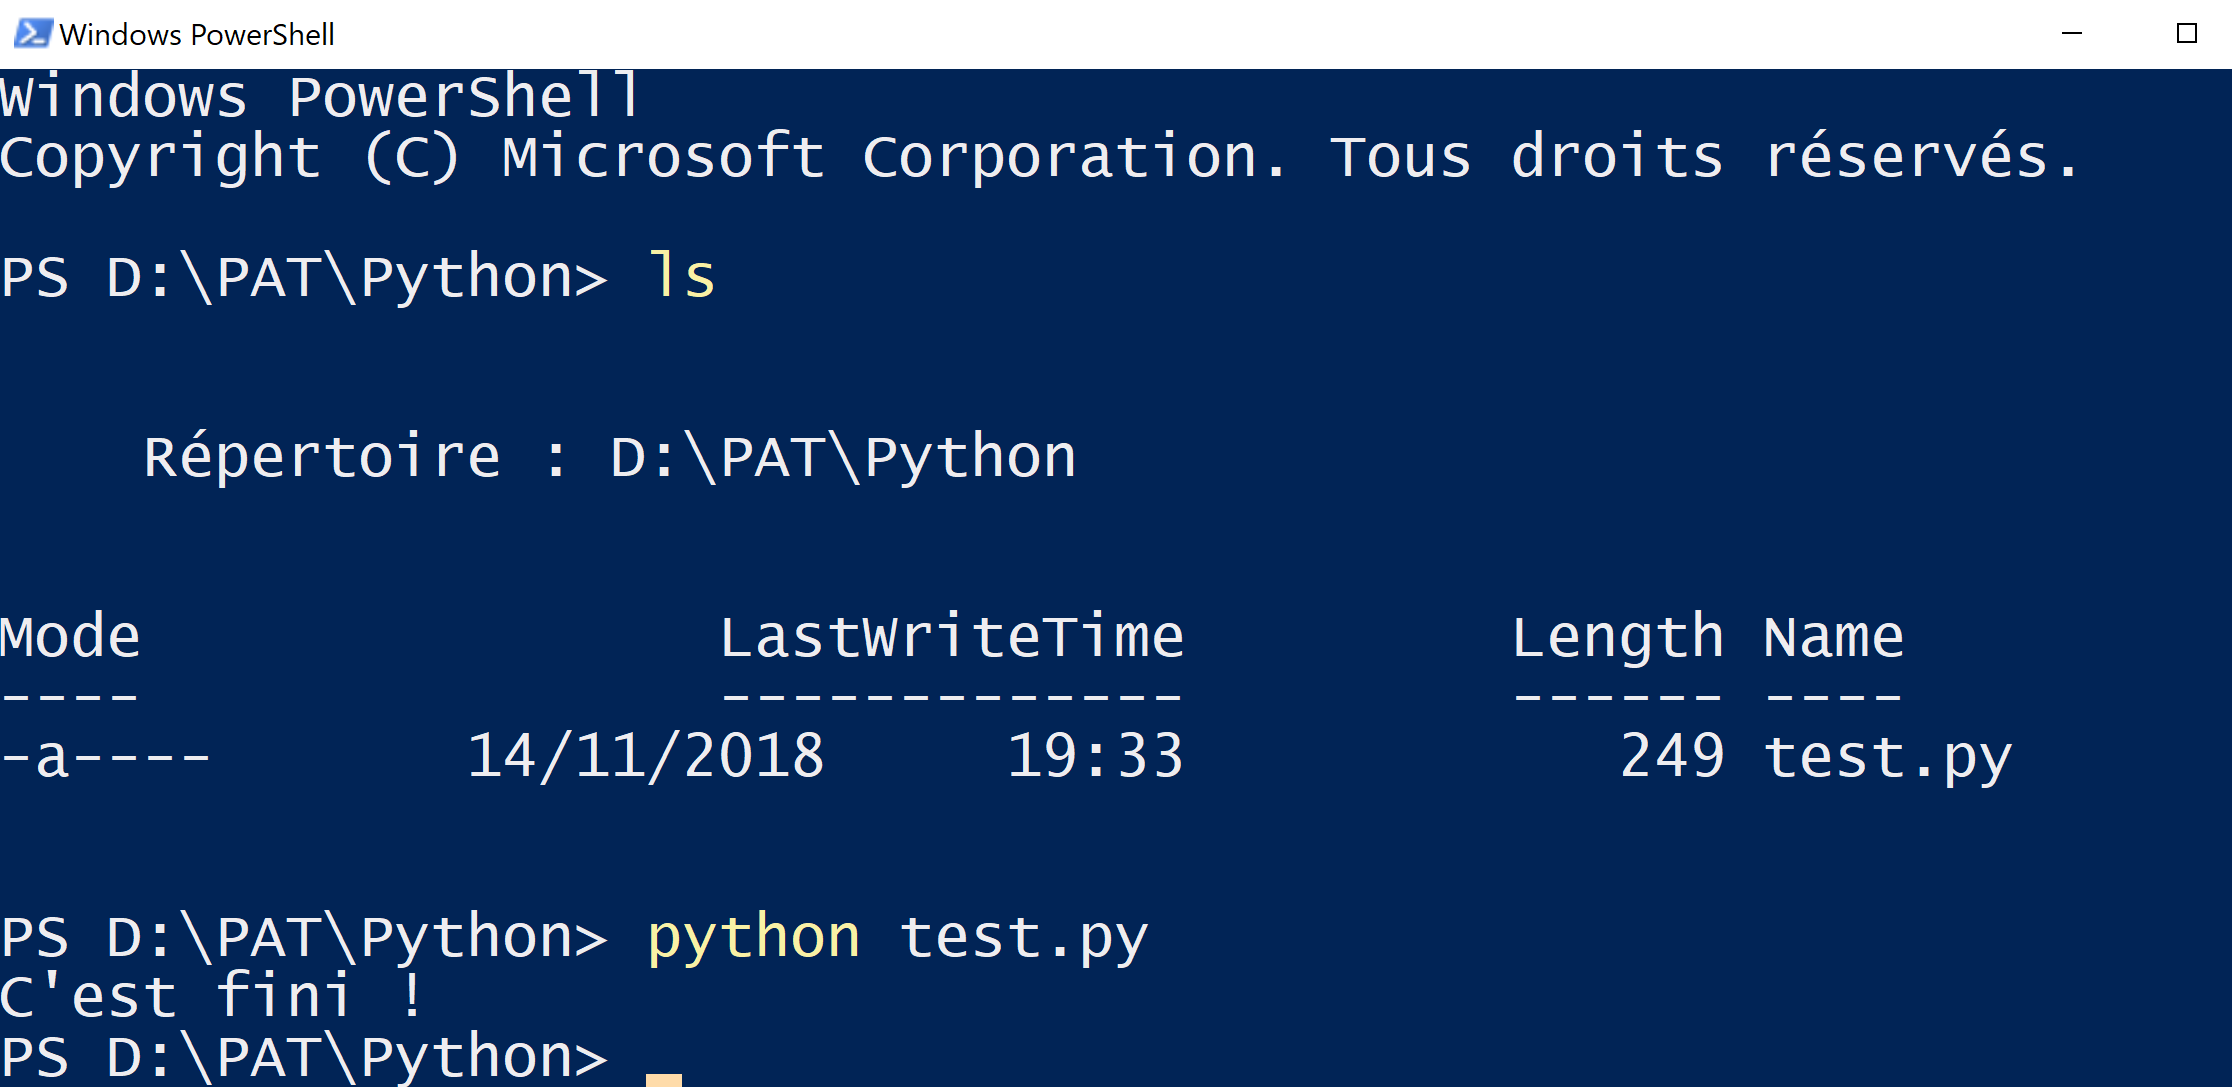 Windows PowerShell
Windows PowerShell
Copyright (C) Microsoft Corporation. Tous droits réservés.
PS D:\PAT\Python> ls
Répertoire : D:\PAT\Python
Mode LastWriteTime Length Name
---- ------------- ------ ----
-a---- 14/11/2018 19:33 249 test.py
PS D:\PAT\Python> python test.py
C'est fini !
PS D:\PAT\Python>